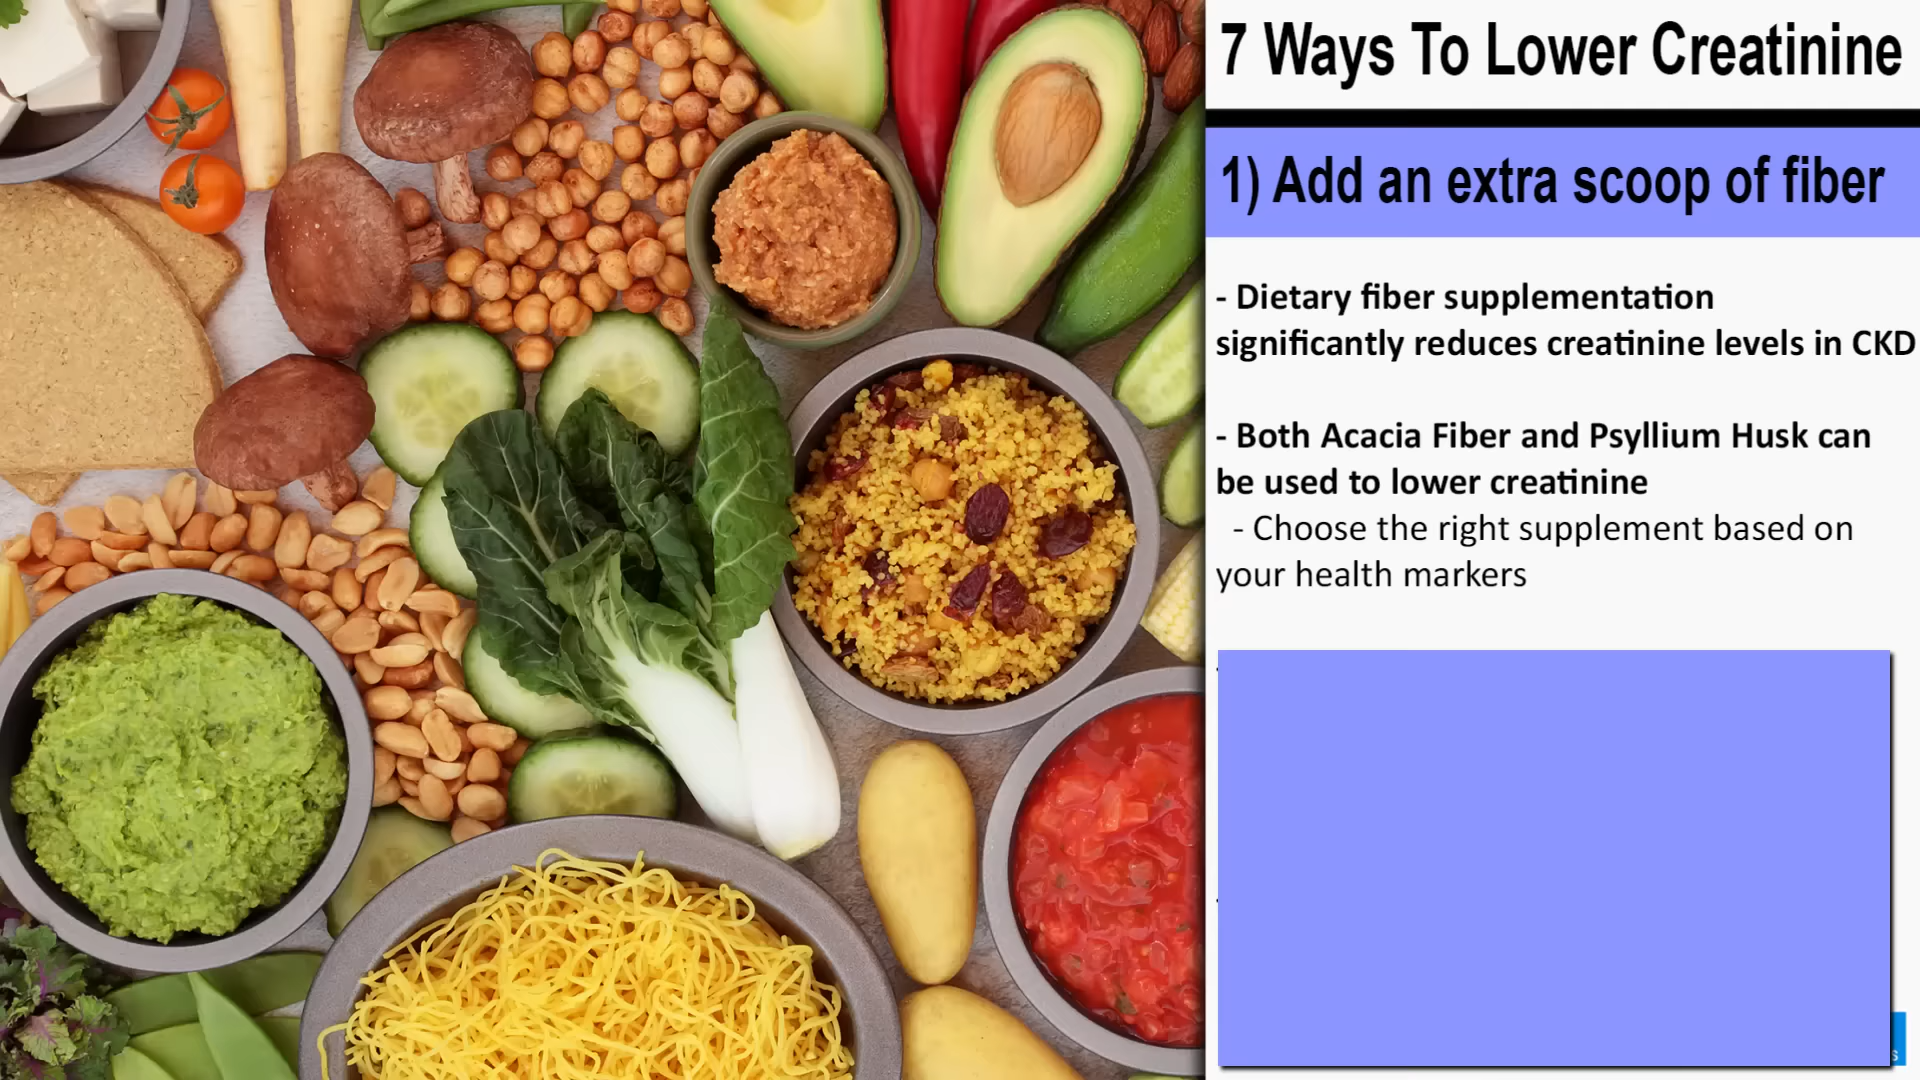 7 Ways To Lower Creatinine
1) Add an extra scoop of fiber
- Dietary fiber supplementation
significantly reduces creatinine levels in CKD
- Both Acacia Fiber and Psyllium Husk can
be used to lower creatinine
- Choose the right supplement based on
your health markers